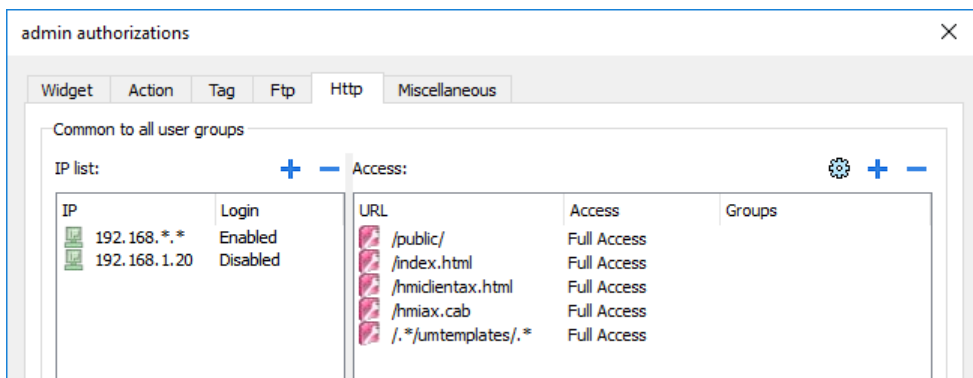 admin authorizations
Widget Action Tag Ftp Http Miscellaneous
Common to all user groups
IP list: Access:
IP Login URL Access Groups
192.168.*.* Enabled /public/ Full Access
192.168.1.20 Disabled /index.html Full Access
/hmiclientax.html Full Access
/hmiax.cab Full Access
/.*/umtemplates/.* Full Access